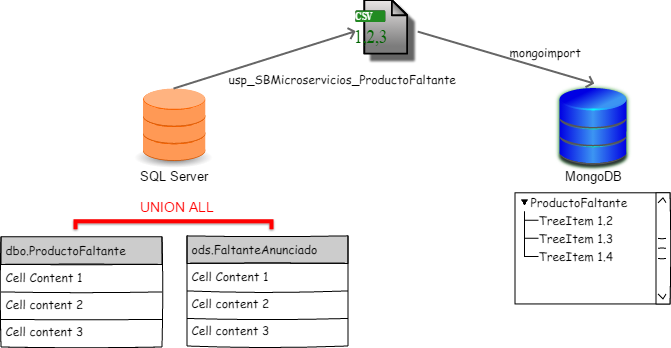 CSV
1,2,3
mongoimport
usp_SBMicroservicios_ProductoFaltante
SQL Server
MongoDB
UNION ALL
dbo.ProductoFaltante
Cell Content 1
Cell content 2
Cell content 3
ods.FaltanteAnunciado
Cell Content 1
Cell content 2
Cell content 3
ProductoFaltante
TreeItem 1.2
TreeItem 1.3
TreeItem 1.4